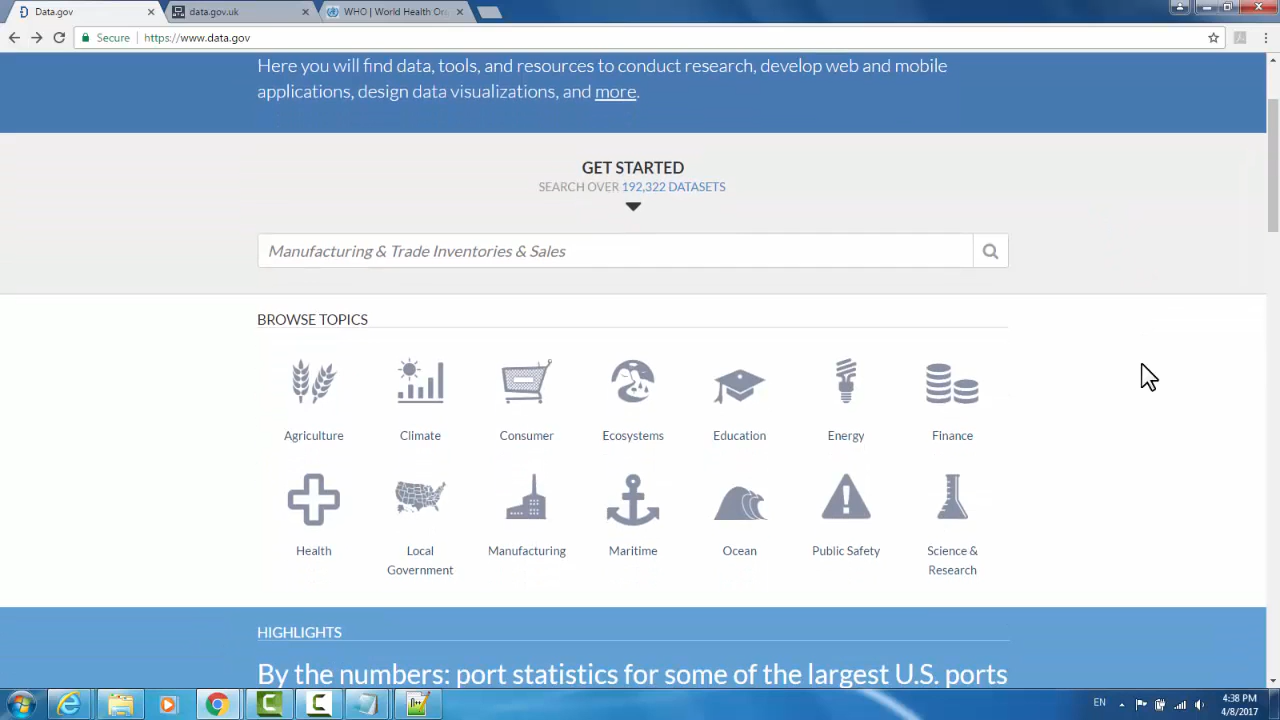 Data.gov
data.gov.uk
WHO | World Health Or
Secure
https://www.data.gov
Here you will find data, tools, and resources to conduct research, develop web and mobile
applications, design data visualizations, and more.
GET STARTED
SEARCH OVER 192,322 DATASETS
Manufacturing & Trade Inventories & Sales
BROWSE TOPICS
Agriculture
Climate
Consumer
Ecosystems
Education
Energy
Finance
Health
Local
Government
Manufacturing
Maritime
Ocean
Public Safety
Science &
Research
HIGHLIGHTS
By the numbers: port statistics for some of the largest U.S. ports
EN
4:38 PM
4/8/2017